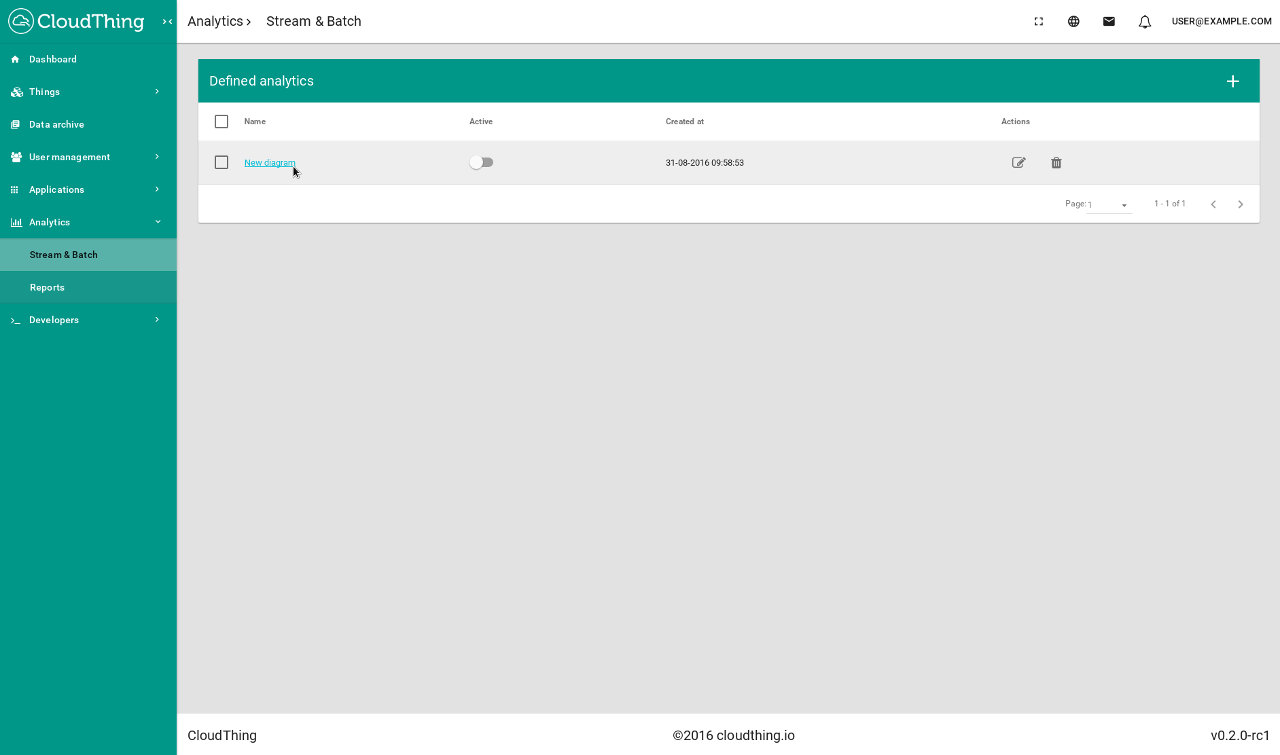 CloudThing
Analytics › Stream & Batch
USER@EXAMPLE.COM
Dashboard
Things
Data archive
User management
Applications
Analytics
Stream & Batch
Reports
Developers
Defined analytics
Name Active Created at Actions
New diagram 31-08-2016 09:58:53
Page: 1 1 - 1 of 1
CloudThing ©2016 cloudthing.io v0.2.0-rc1